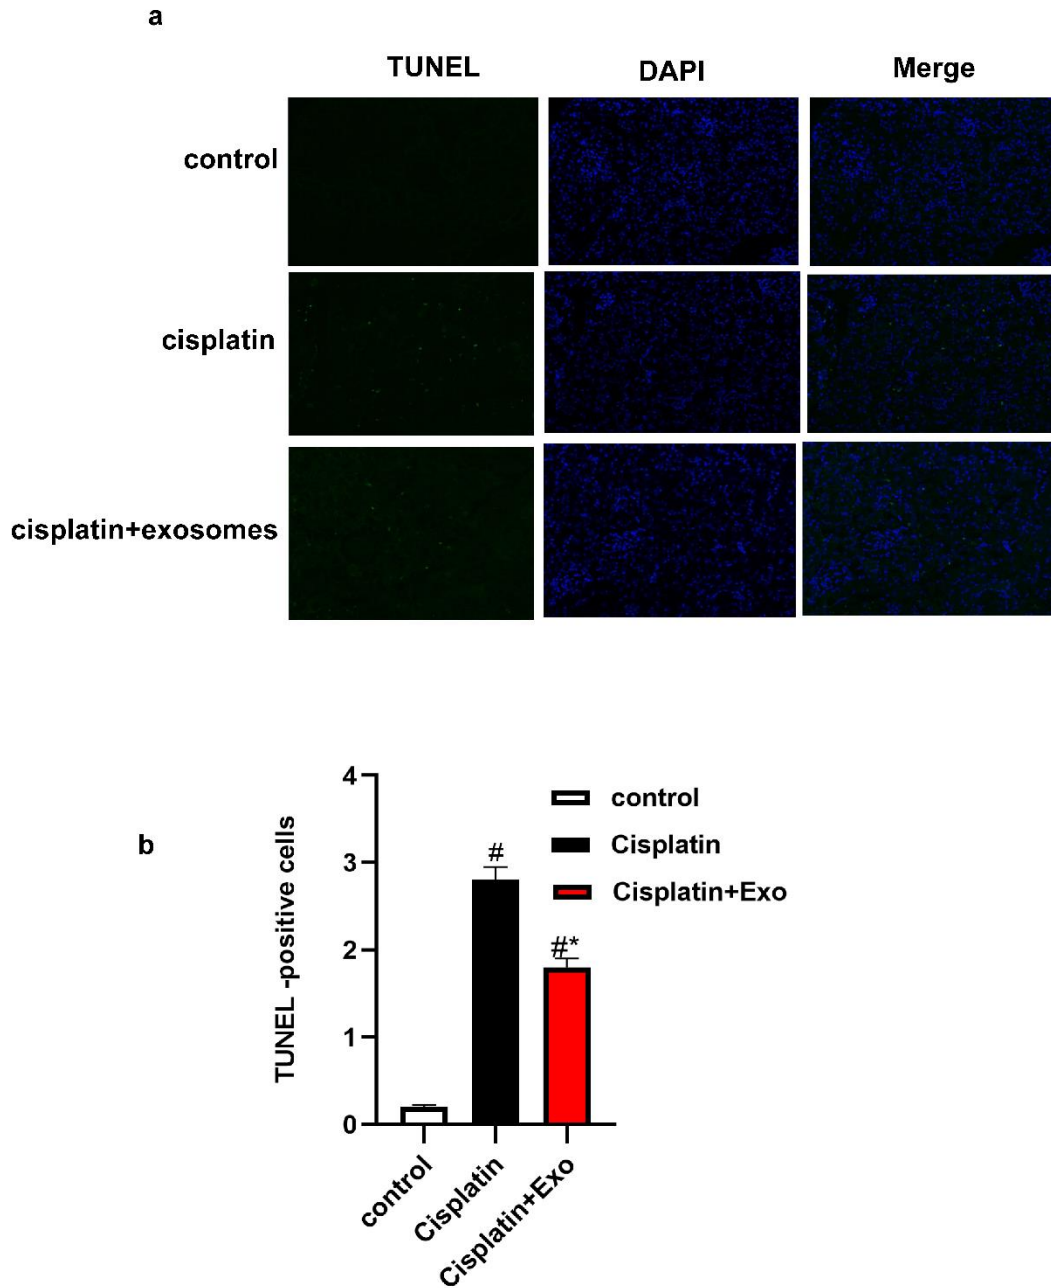 a
TUNEL DAPI Merge
control
cisplatin
cisplatin+exosomes
b
TUNEL -positive cells
4
3
2
1
0
#
#*
control
Cisplatin
Cisplatin+Exo
control
Cisplatin
Cisplatin+Exo